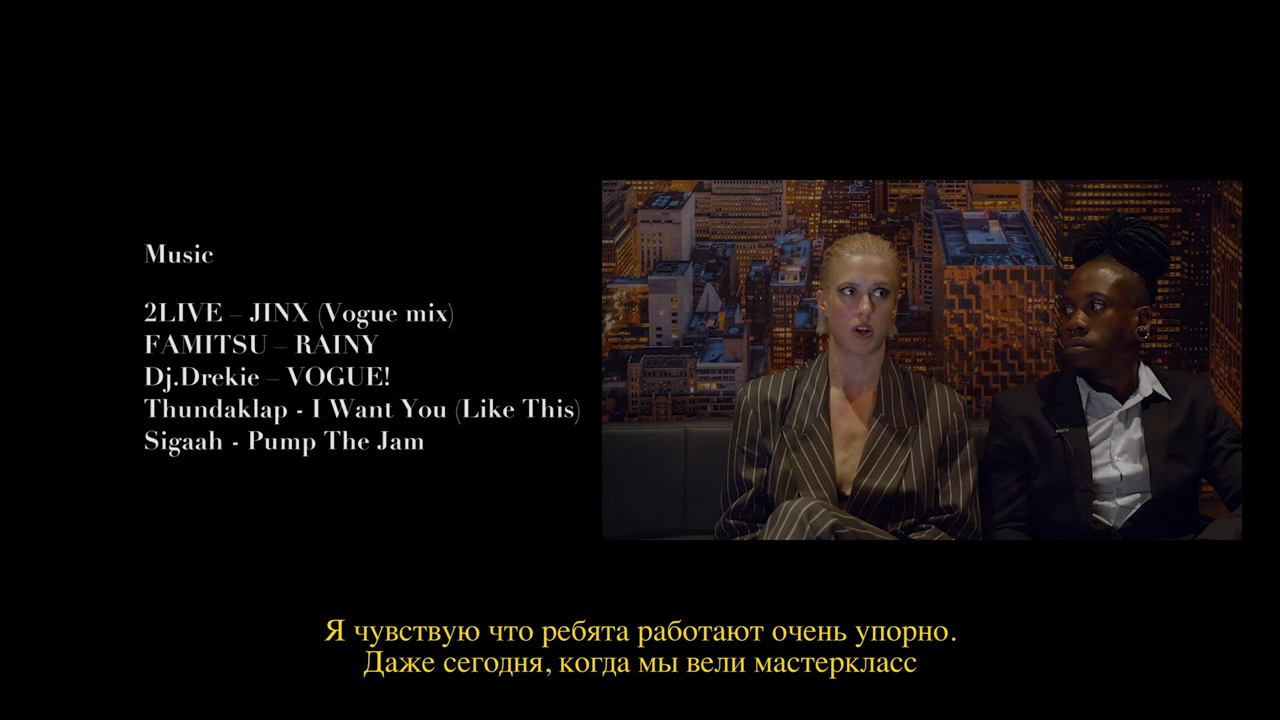 Music
2LIVE – JINX (Vogue mix)
FAMITSU – RAINY
Dj.Drekie – VOGUE!
Thundaklap - I Want You (Like This)
Sigaah - Pump The Jam
Я чувствую что ребята работают очень упорно.
Даже сегодня, когда мы вели мастеркласс